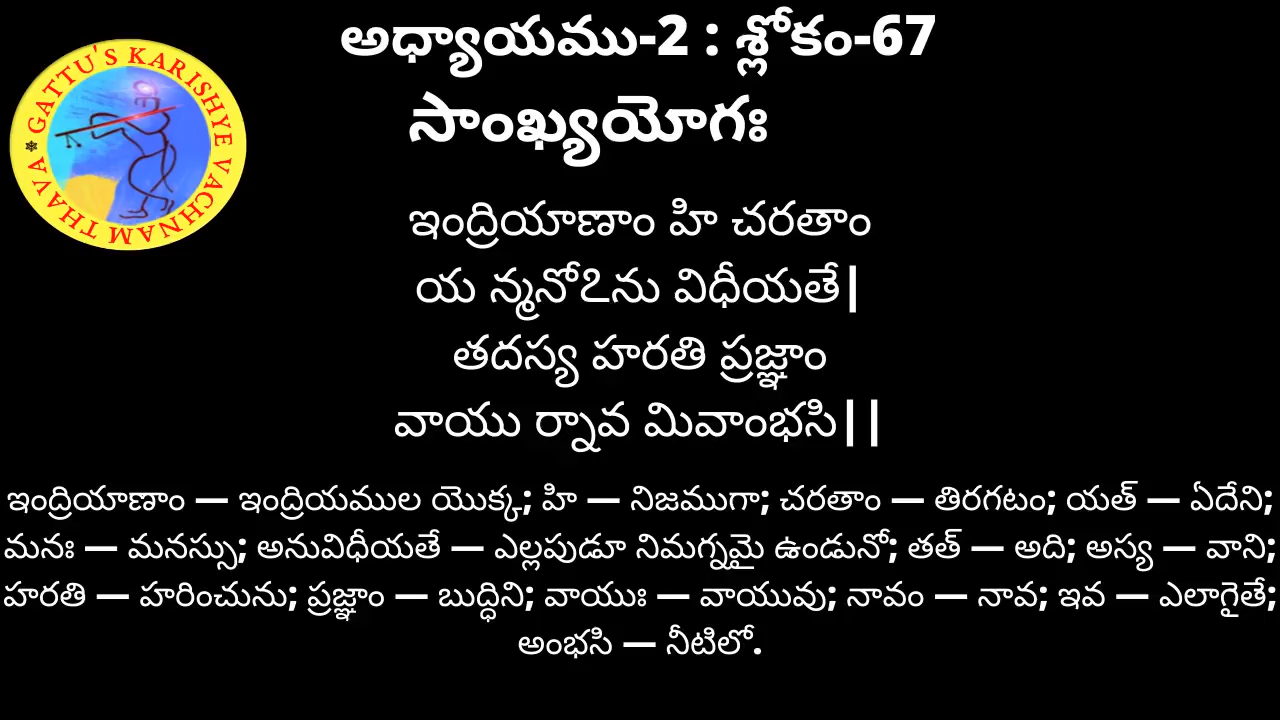 అధ్యాయము-2 : శ్లోకం-67
సాంఖ్యయోగః
GATTU'S KARISHYE VACHNAM THAVA
ఇంద్రియాణాం హి చరతాం
య న్మనోఽను విధీయతే|
తదస్య హరతి ప్రజ్ఞాం
వాయు ర్నావ మివాంభసి||
ఇంద్రియాణాం — ఇంద్రియముల యొక్క; హి — నిజముగా; చరతాం — తిరగటం; యత్ — ఏదేని;
మనః — మనస్సు; అనువిధీయతే — ఎల్లపుడూ నిమగ్నమై ఉండునో; తత్ — అది; అస్య — వాని;
హరతి — హరించును; ప్రజ్ఞాం — బుద్ధిని; వాయుః — వాయువు; నావం — నావ; ఇవ — ఎలాగైతే;
అంభసి — నీటిలో.